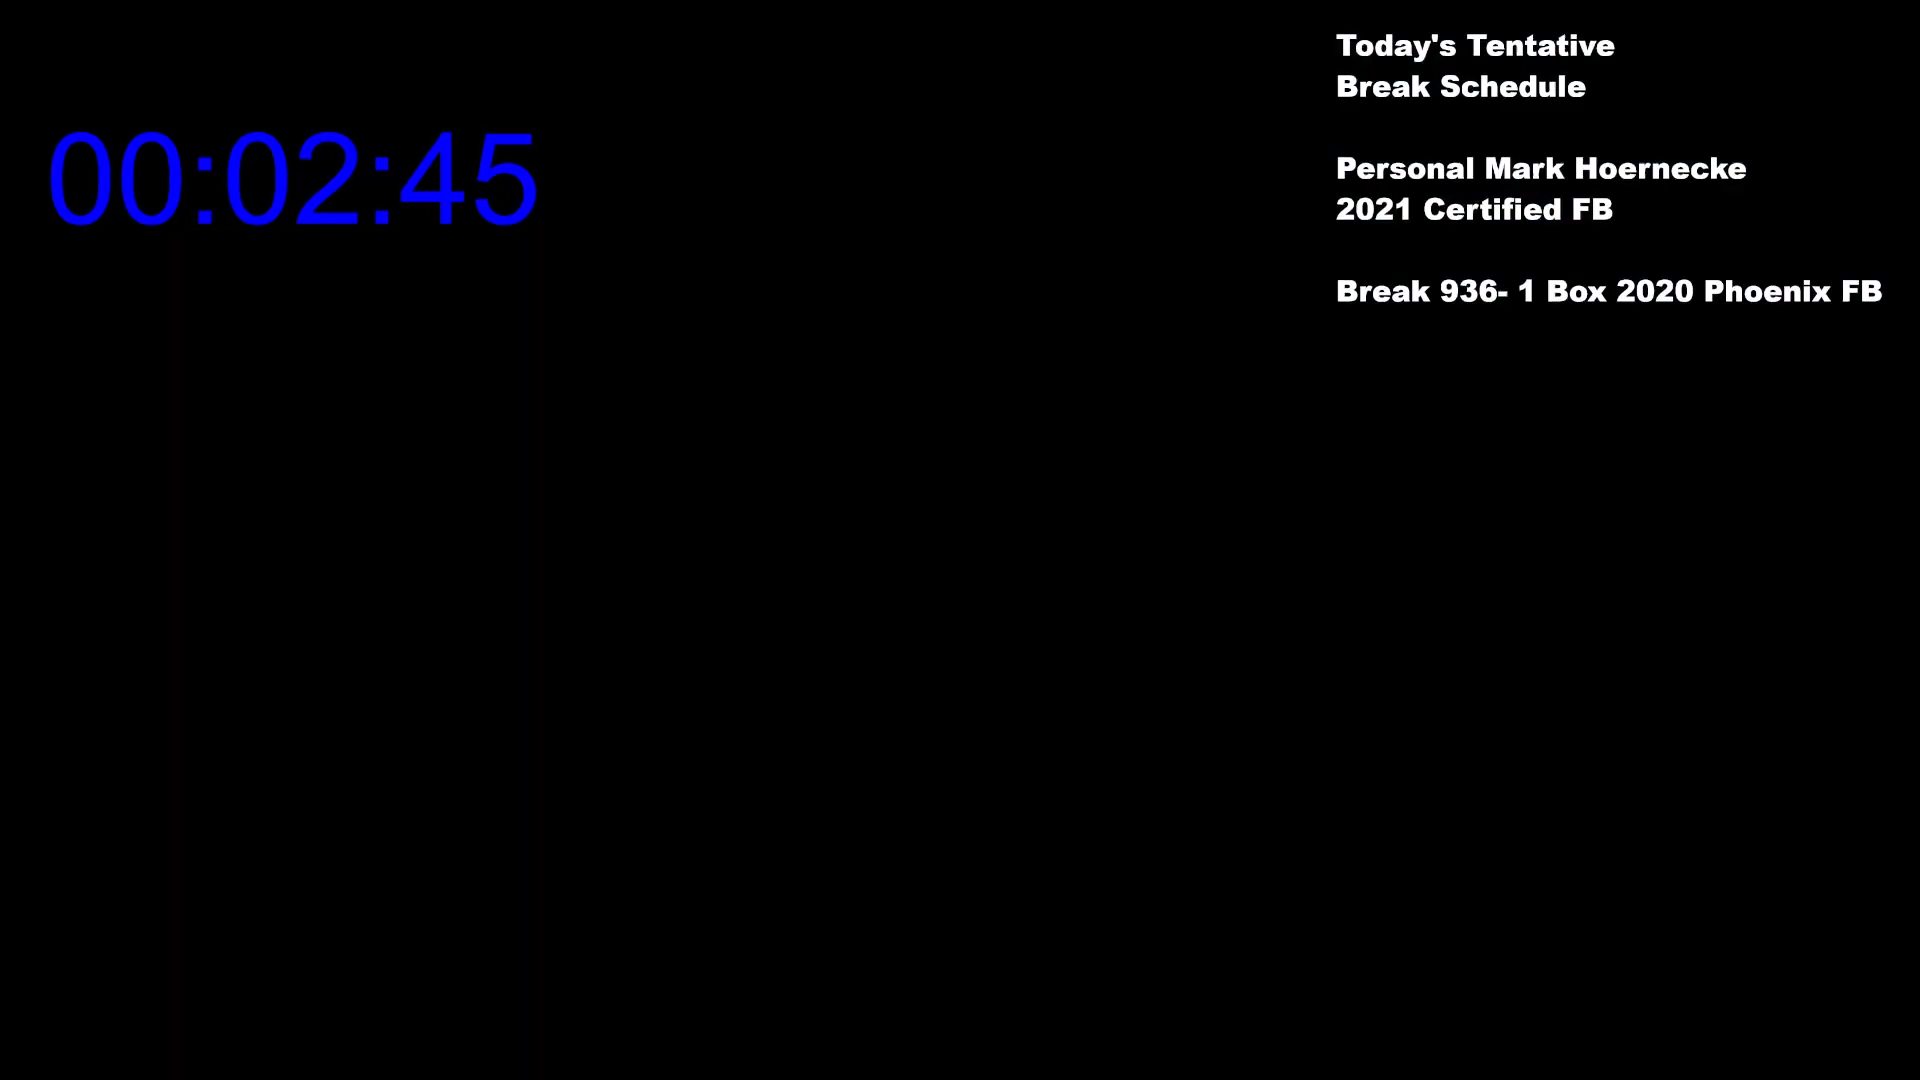 00:02:45
Today's Tentative
Break Schedule
Personal Mark Hoernecke
2021 Certified FB
Break 936- 1 Box 2020 Phoenix FB